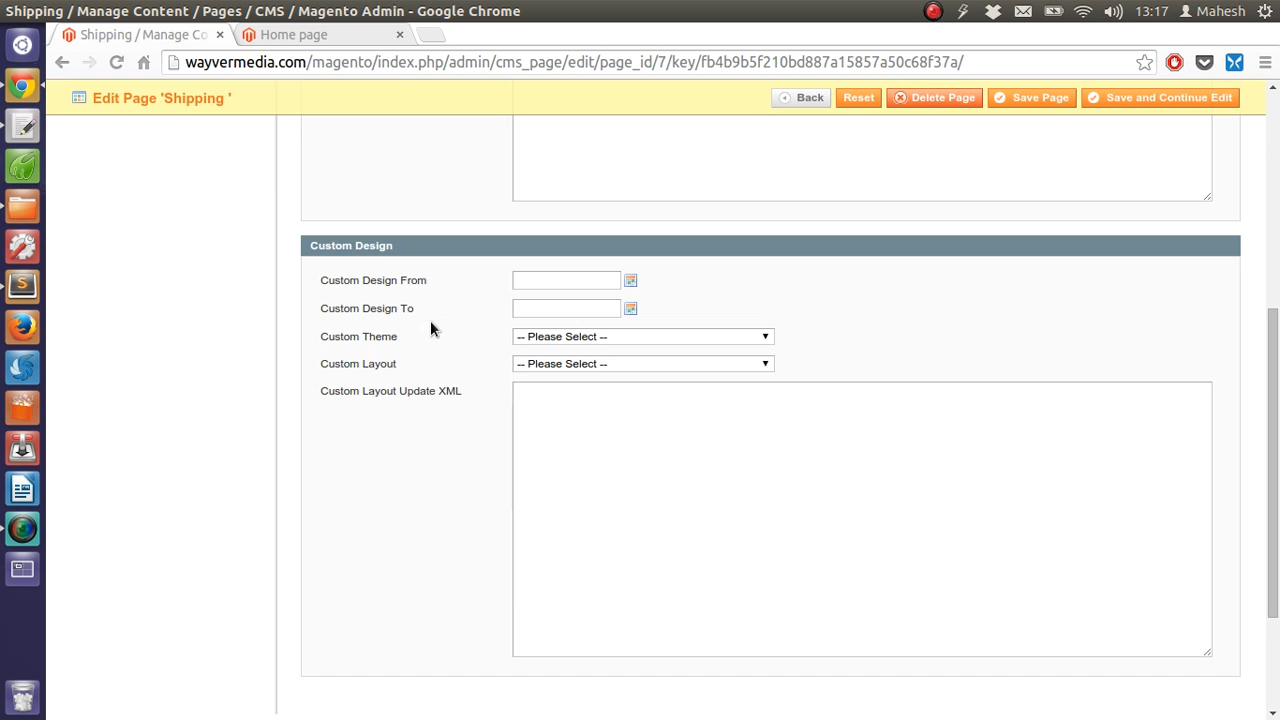 Shipping / Manage Content / Pages / CMS / Magento Admin - Google Chrome
13:17 Mahesh
Shipping / Manage Co
Home page
wayvermedia.com/magento/index.php/admin/cms_page/edit/page_id/7/key/fb4b9b5f210bd887a15857a50c68f37a/
Edit Page 'Shipping '
Back Reset Delete Page Save Page Save and Continue Edit
Custom Design
Custom Design From
Custom Design To
Custom Theme -- Please Select --
Custom Layout -- Please Select --
Custom Layout Update XML